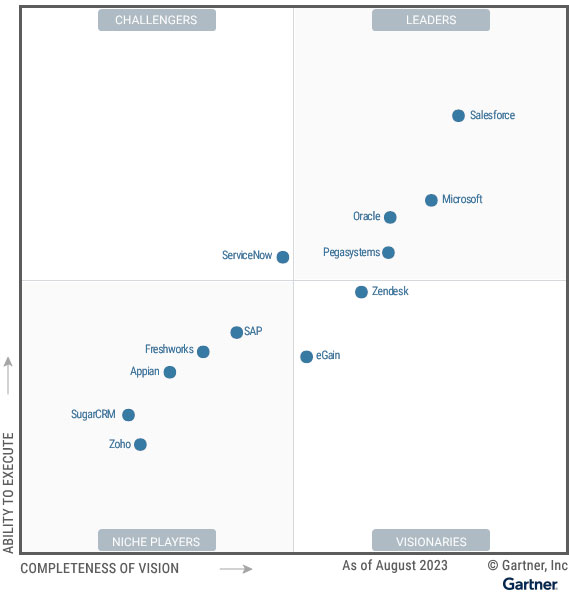 CHALLENGERS
LEADERS
Salesforce
Microsoft
Oracle
ServiceNow
Pegasystems
Zendesk
SAP
Freshworks
eGain
Appian
SugarCRM
Zoho
ABILITY TO EXECUTE
NICHE PLAYERS
VISIONARIES
COMPLETENESS OF VISION
As of August 2023
© Gartner, Inc
Gartner